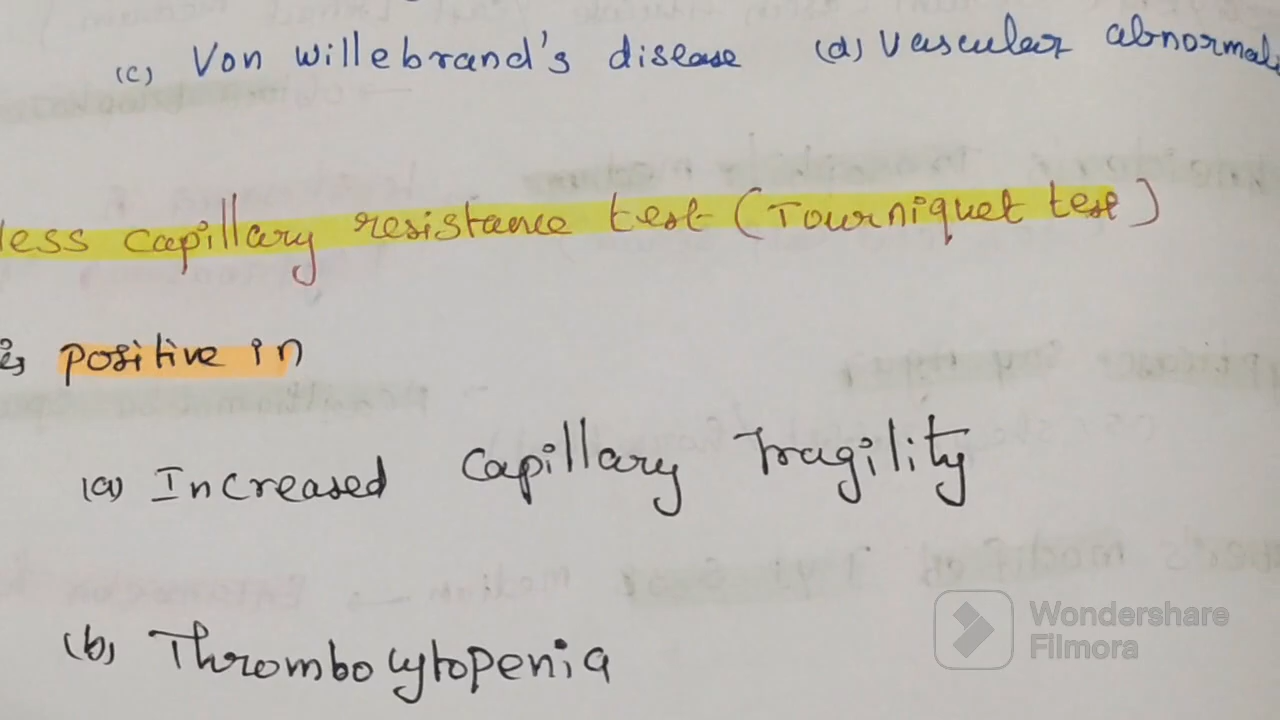 (c) Von willebrand's disease (d) Vascular abnormal
less capillary resistance test (Tourniquet test)
is positive in
(a) Increased capillary fragility
(b) Thrombocytopenia
Wondershare
Filmora